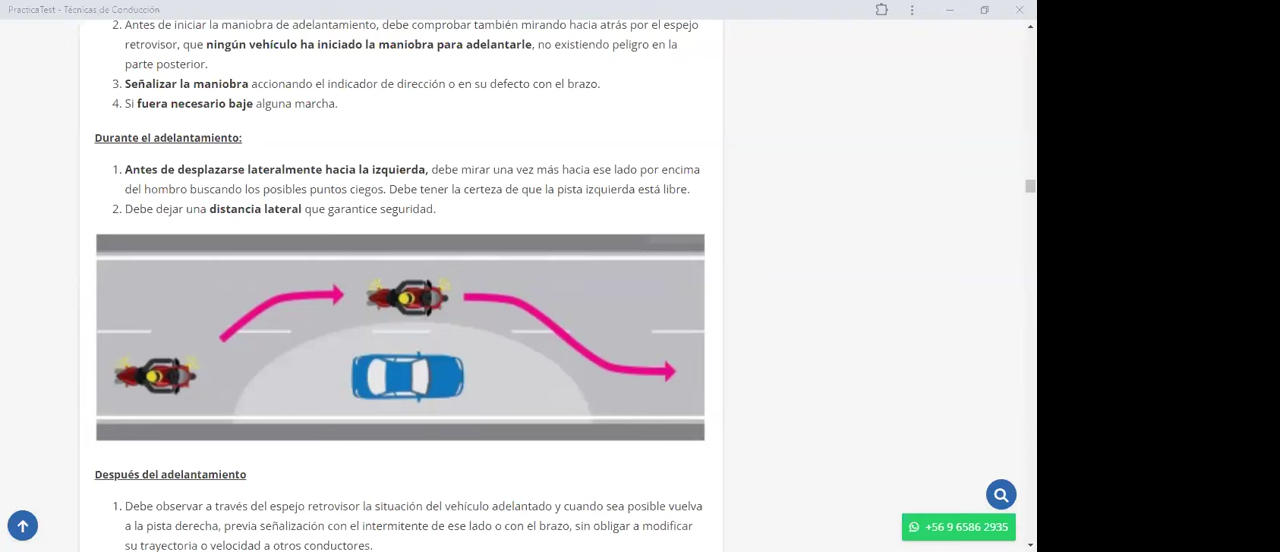 PracticaTest - Técnicas de Conducción
2. Antes de iniciar la maniobra de adelantamiento, debe comprobar también mirando hacia atrás por el espejo
retrovisor, que ningún vehículo ha iniciado la maniobra para adelantarle, no existiendo peligro en la
parte posterior.
3. Señalizar la maniobra accionando el indicador de dirección o en su defecto con el brazo.
4. Si fuera necesario baje alguna marcha.
Durante el adelantamiento:
1. Antes de desplazarse lateralmente hacia la izquierda, debe mirar una vez más hacia ese lado por encima
del hombro buscando los posibles puntos ciegos. Debe tener la certeza de que la pista izquierda está libre.
2. Debe dejar una distancia lateral que garantice seguridad.
Después del adelantamiento
1. Debe observar a través del espejo retrovisor la situación del vehículo adelantado y cuando sea posible vuelva
a la pista derecha, previa señalización con el intermitente de ese lado o con el brazo, sin obligar a modificar
su trayectoria o velocidad a otros conductores.
+56 9 6586 2935